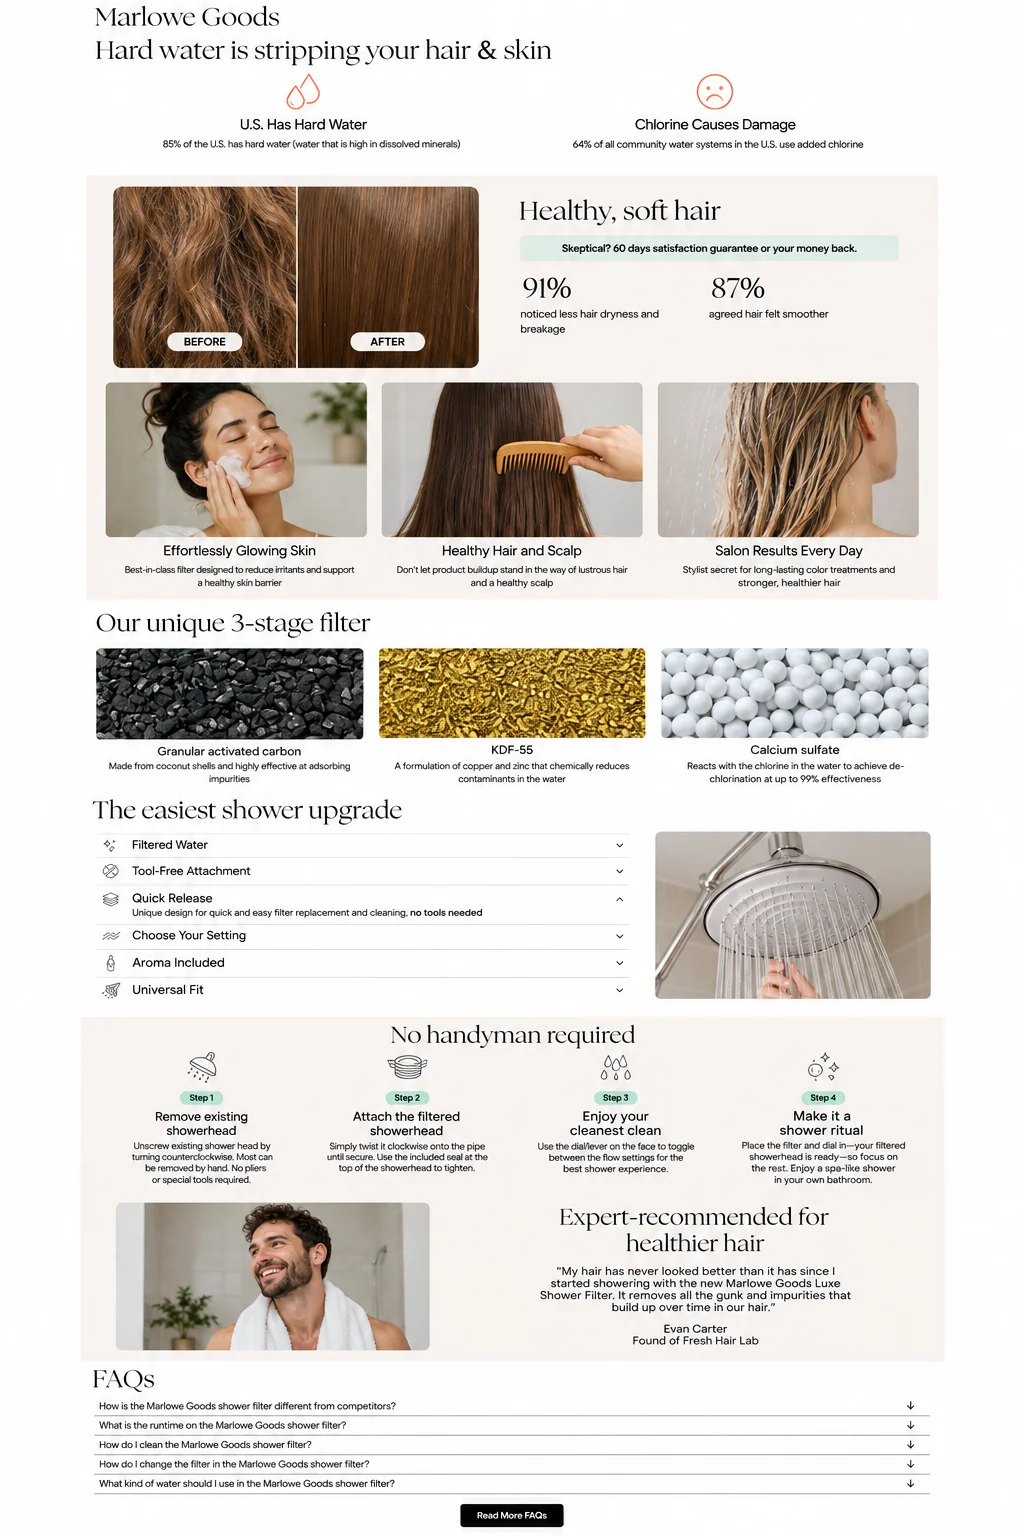 Marlowe Goods
Hard water is stripping your hair & skin
U.S. Has Hard Water
85% of the U.S. has hard water (water that is high in dissolved minerals)
Chlorine Causes Damage
64% of all community water systems in the U.S. use added chlorine
BEFORE
AFTER
Healthy, soft hair
Skeptical? 60 days satisfaction guarantee or your money back.
91%
noticed less hair dryness and
breakage
87%
agreed hair felt smoother
Effortlessly Glowing Skin
Best-in-class filter designed to reduce irritants and support
a healthy skin barrier
Healthy Hair and Scalp
Don't let product buildup stand in the way of lustrous hair
and a healthy scalp
Salon Results Every Day
Stylist secret for long-lasting color treatments and
stronger, healthier hair
Our unique 3-stage filter
Granular activated carbon
Made from coconut shells and highly effective at adsorbing
impurities
KDF-55
A formulation of copper and zinc that chemically reduces
contaminants in the water
Calcium sulfate
Reacts with the chlorine in the water to achieve de-
chlorination at up to 99% effectiveness
The easiest shower upgrade
Filtered Water
Tool-Free Attachment
Quick Release
Unique design for quick and easy filter replacement and cleaning, no tools needed
Choose Your Setting
Aroma Included
Universal Fit
No handyman required
Step 1
Remove existing
showerhead
Unscrew existing shower head by
turning counterclockwise. Most can
be removed by hand. No pliers
or special tools required.
Step 2
Attach the filtered
showerhead
Simply twist it clockwise onto the pipe
until secure. Use the included seal at the
top of the showerhead to tighten.
Step 3
Enjoy your
cleanest clean
Use the dial/lever on the face to toggle
between the flow settings for the
best shower experience.
Step 4
Make it a
shower ritual
Place the filter and dial in—your filtered
showerhead is ready—so focus on
the rest. Enjoy a spa-like shower
in your own bathroom.
Expert-recommended for
healthier hair
"My hair has never looked better than it has since I
started showering with the new Marlowe Goods Luxe
Shower Filter. It removes all the gunk and impurities that
build up over time in our hair."
Evan Carter
Found of Fresh Hair Lab
FAQs
How is the Marlowe Goods shower filter different from competitors?
What is the runtime on the Marlowe Goods shower filter?
How do I clean the Marlowe Goods shower filter?
How do I change the filter in the Marlowe Goods shower filter?
What kind of water should I use in the Marlowe Goods shower filter?
Read More FAQs